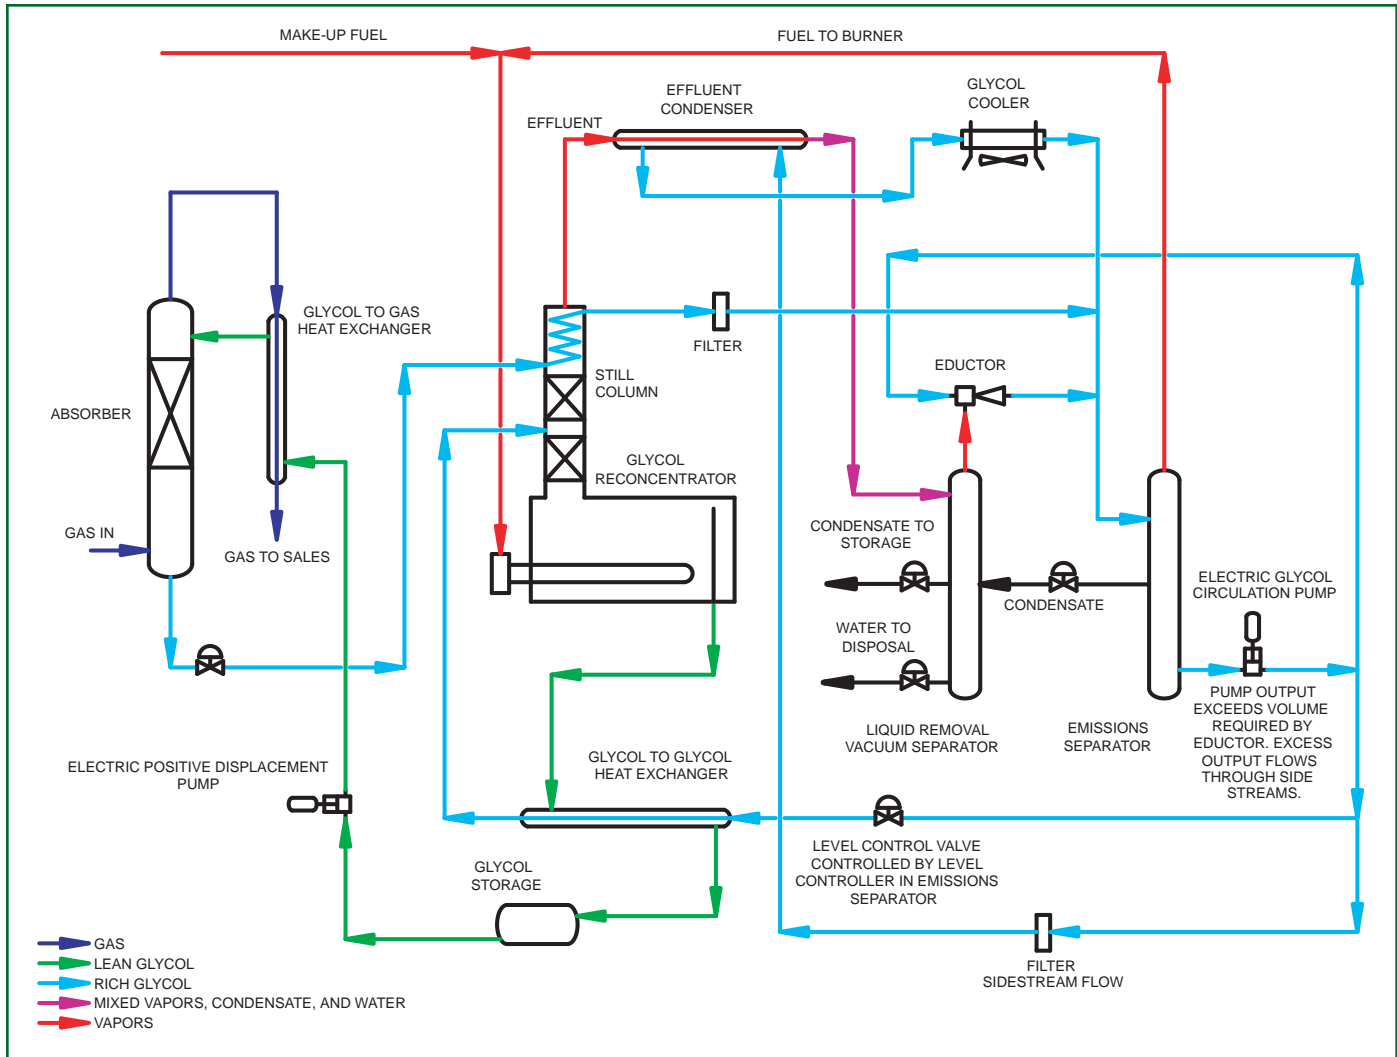 MAKE-UP FUEL
FUEL TO BURNER
EFFLUENT
CONDENSER
GLYCOL
COOLER
EFFLUENT
GLYCOL TO GAS
HEAT EXCHANGER
FILTER
EDUCTOR
STILL
COLUMN
ABSORBER
GLYCOL
RECONCENTRATOR
GAS IN
GAS TO SALES
CONDENSATE TO
STORAGE
CONDENSATE
ELECTRIC GLYCOL
CIRCULATION PUMP
WATER TO
DISPOSAL
PUMP OUTPUT
EXCEEDS VOLUME
REQUIRED BY
EDUCTOR. EXCESS
OUTPUT FLOWS
THROUGH SIDE
STREAMS.
LIQUID REMOVAL
VACUUM SEPARATOR
EMISSIONS
SEPARATOR
GLYCOL TO GLYCOL
HEAT EXCHANGER
ELECTRIC POSITIVE DISPLACEMENT
PUMP
LEVEL CONTROL VALVE
CONTROLLED BY LEVEL
CONTROLLER IN EMISSIONS
SEPARATOR
GLYCOL
STORAGE
FILTER
SIDESTREAM FLOW
GAS
LEAN GLYCOL
RICH GLYCOL
MIXED VAPORS, CONDENSATE, AND WATER
VAPORS